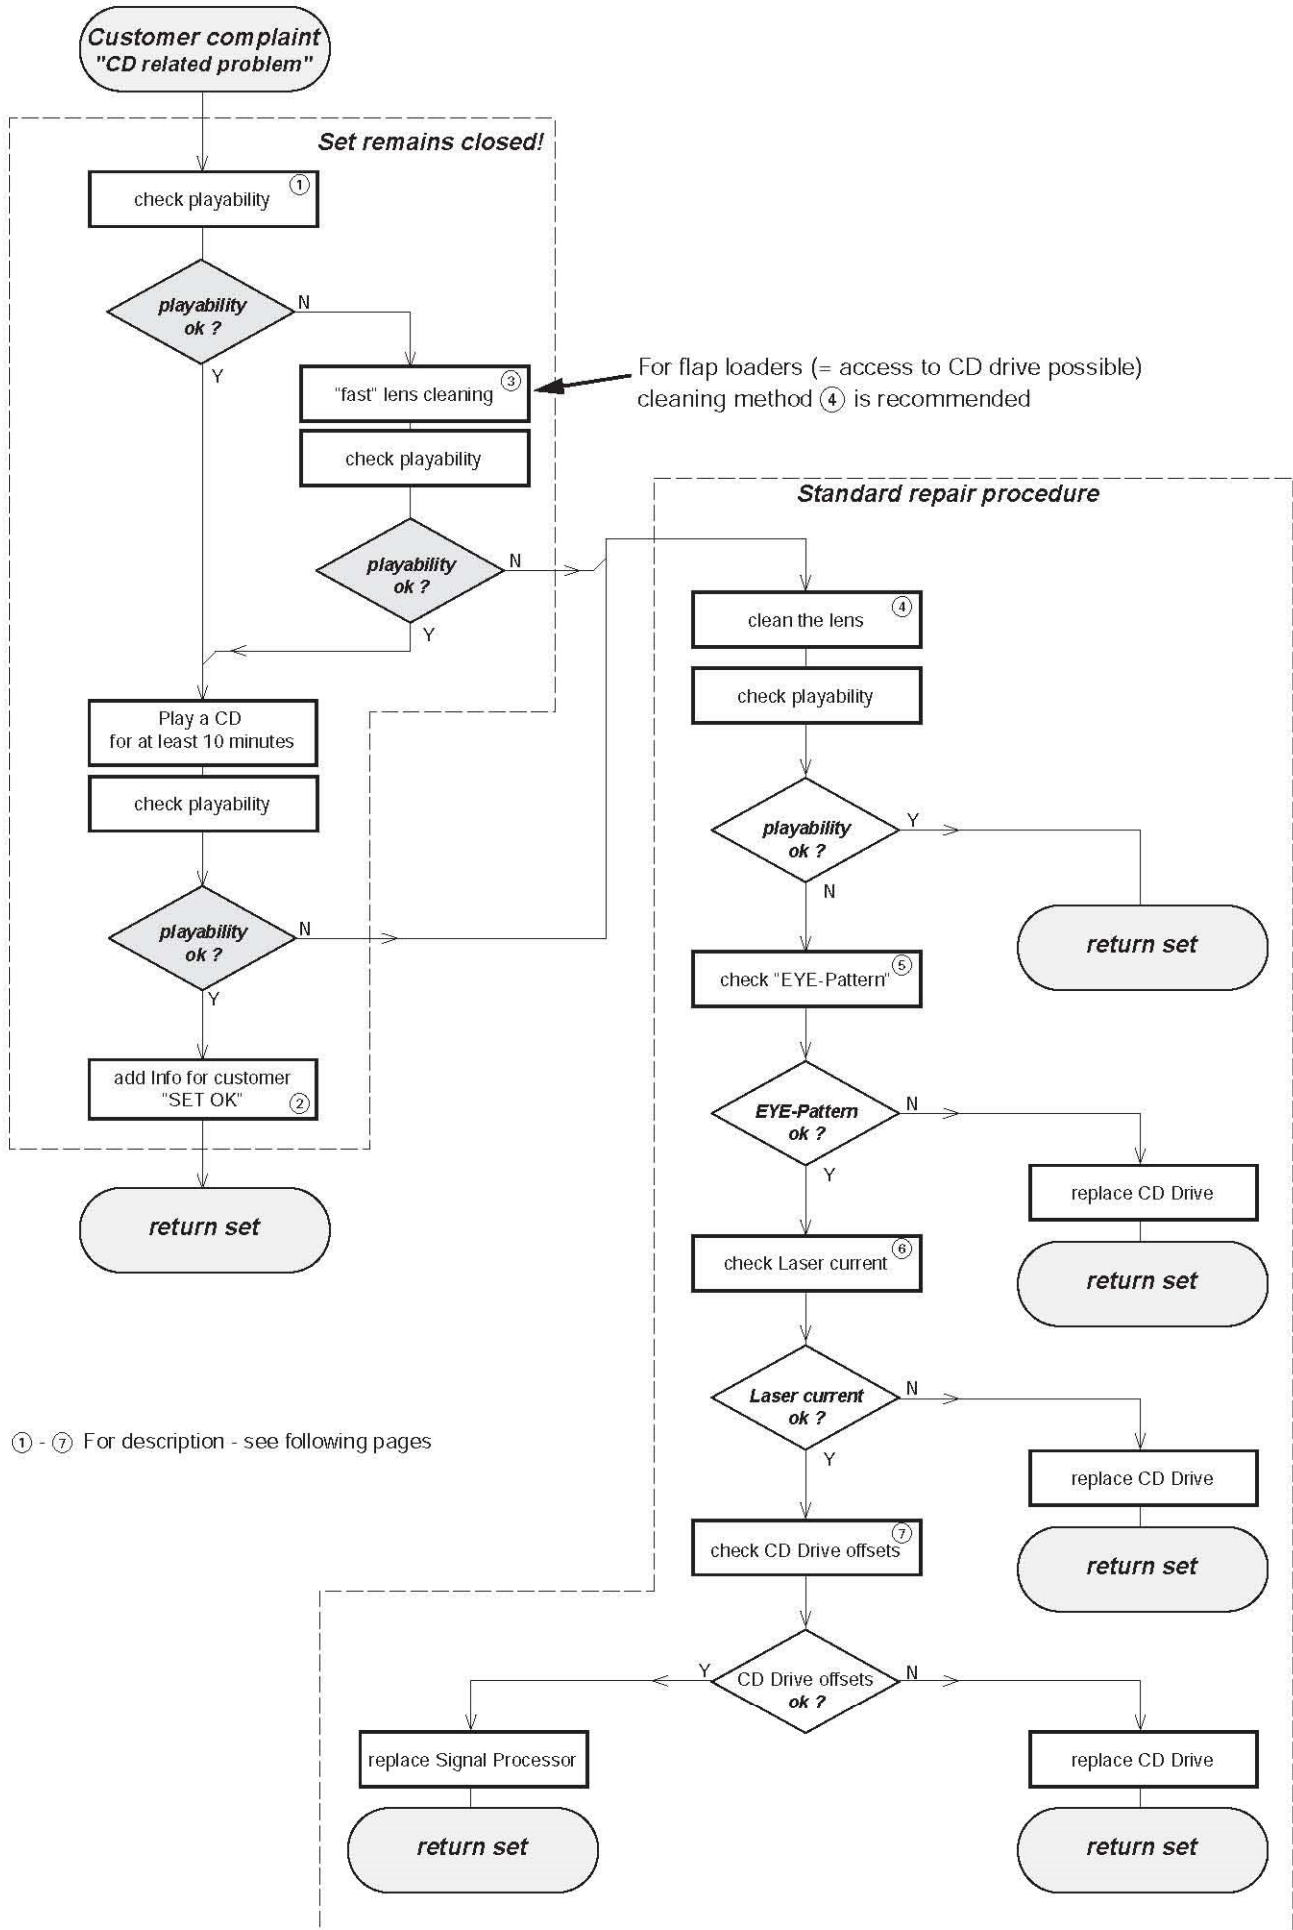 Customer complaint
"CD related problem"
Set remains closed!
check playability ①
playability
ok ?
N
Y
"fast" lens cleaning ③
For flap loaders (= access to CD drive possible)
cleaning method ④ is recommended
check playability
playability
ok ?
N
Y
Play a CD
for at least 10 minutes
check playability
playability
ok ?
N
Y
add Info for customer
"SET OK" ②
return set
Standard repair procedure
clean the lens ④
check playability
playability
ok ?
Y
N
return set
check "EYE-Pattern" ⑤
EYE-Pattern
ok ?
N
Y
replace CD Drive
return set
check Laser current ⑥
Laser current
ok ?
N
Y
replace CD Drive
return set
① - ⑦ For description - see following pages
check CD Drive offsets ⑦
CD Drive offsets
ok ?
Y
N
replace Signal Processor
return set
replace CD Drive
return set